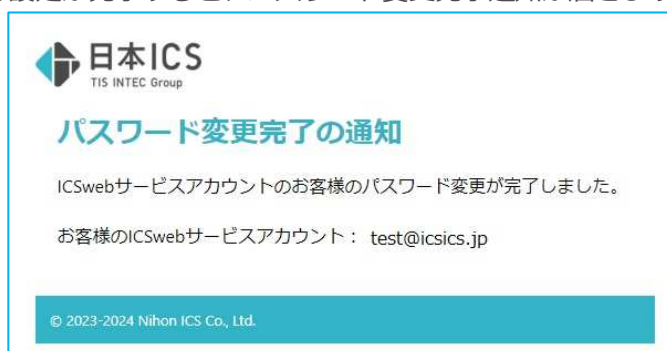 日本ICS
TIS INTEC Group
パスワード変更完了の通知
ICSwebサービスアカウントのお客様のパスワード変更が完了しました。
お客様のICSwebサービスアカウント： test@icsics.jp
© 2023-2024 Nihon ICS Co., Ltd.